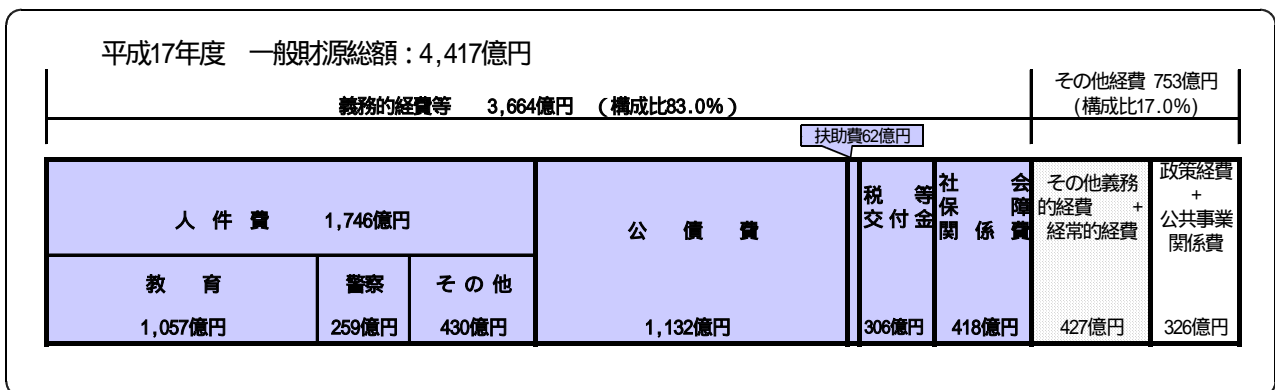 平成17年度　一般財源総額：4,417億円
義務的経費等　3,664億円　（構成比83.0%）
その他経費 753億円
(構成比17.0%)
扶助費62億円
人 件 費　1,746億円
教　育
1,057億円
警察
259億円
そ の 他
430億円
公　債　費
1,132億円
税　等
交 付 金
306億円
社　会
保　障
関 係 費
418億円
その他義務
的経費　+
経常的経費
427億円
政策経費
+
公共事業
関係費
326億円